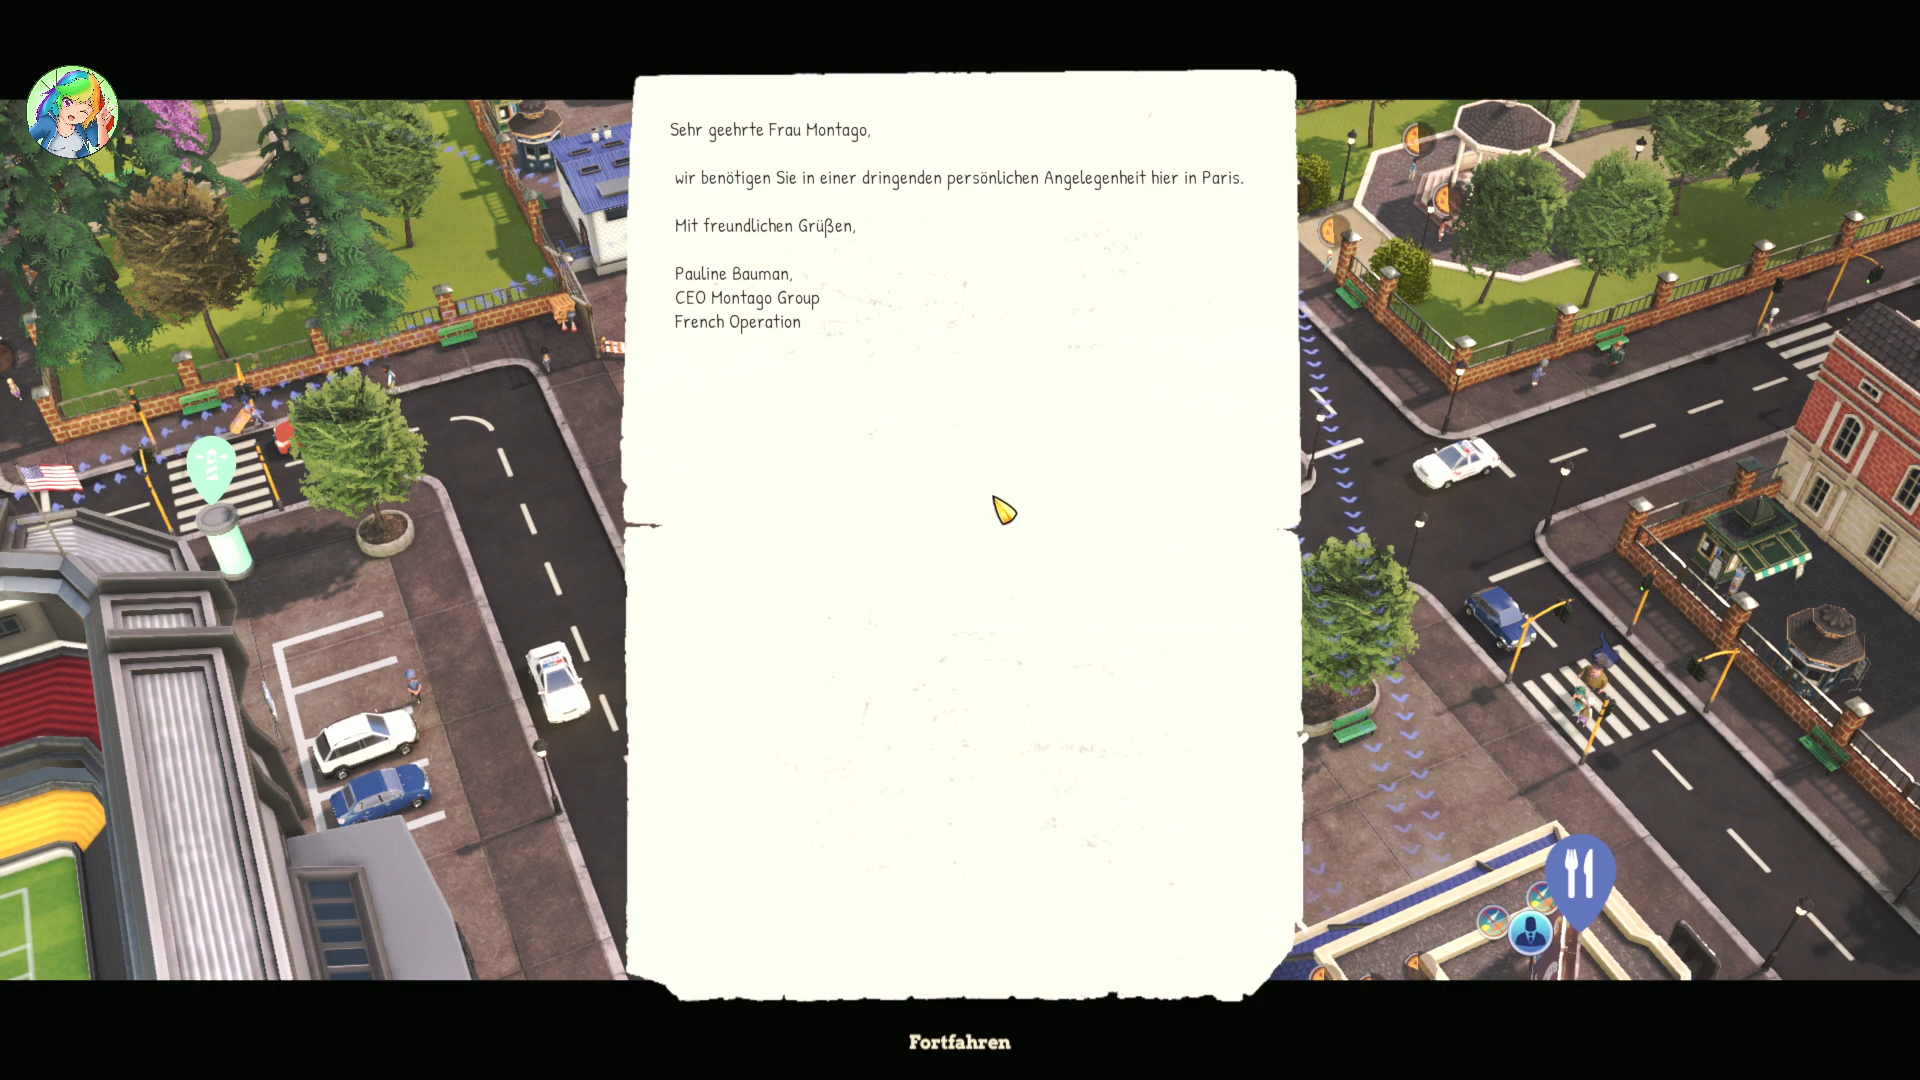 Sehr geehrte Frau Montago,
wir benötigen Sie in einer dringenden persönlichen Angelegenheit hier in Paris.
Mit freundlichen Grüßen,
Pauline Bauman,
CEO Montago Group
French Operation
Fortfahren